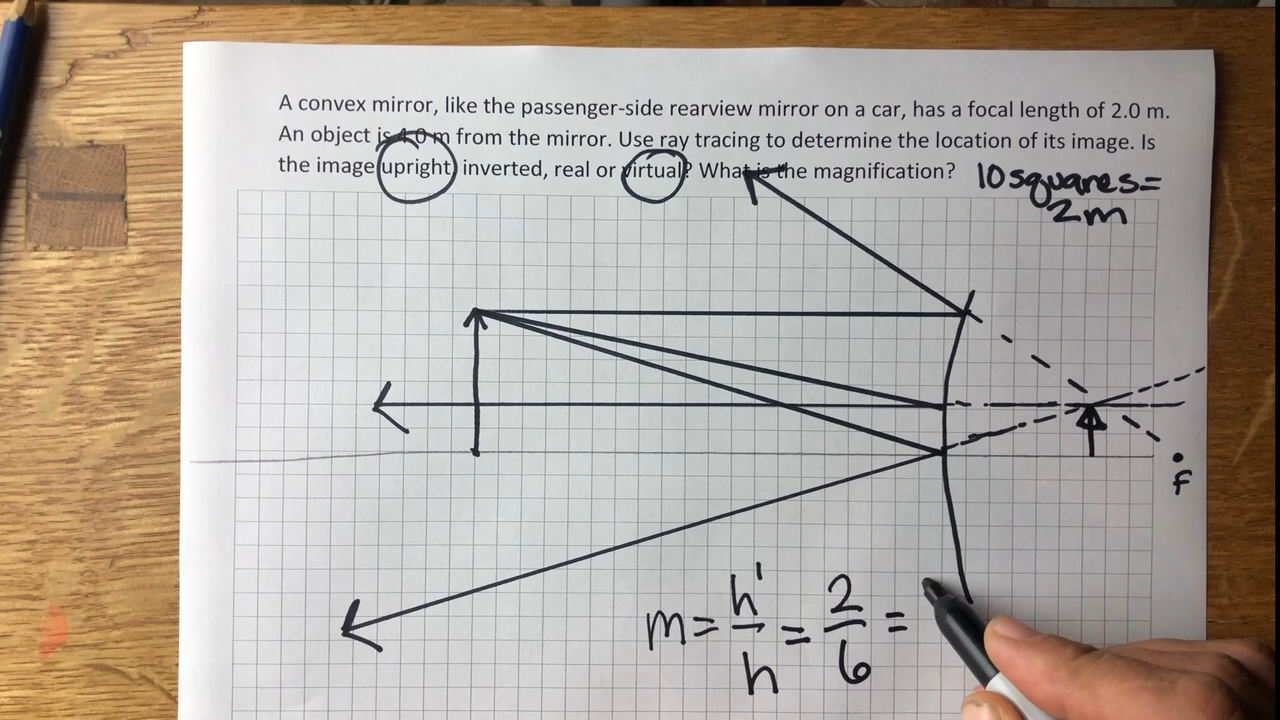 A convex mirror, like the passenger-side rearview mirror on a car, has a focal length of 2.0 m.
An object is 4.0 m from the mirror. Use ray tracing to determine the location of its image. Is
the image upright, inverted, real or virtual? What is the magnification?
10 squares =
2m
F
m = h' / h = 2 / 6 =